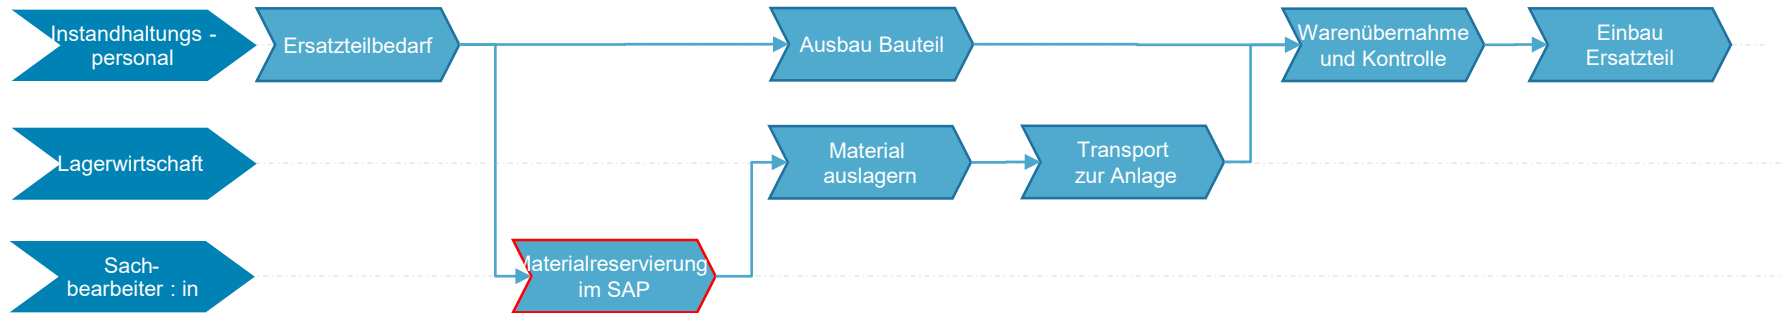 Instandhaltungs -
personal
Ersatzteilbedarf
Ausbau Bauteil
Warenübernahme
und Kontrolle
Einbau
Ersatzteil
Lagerwirtschaft
Material
auslagern
Transport
zur Anlage
Sach-
bearbeiter : in
Materialreservierung
im SAP